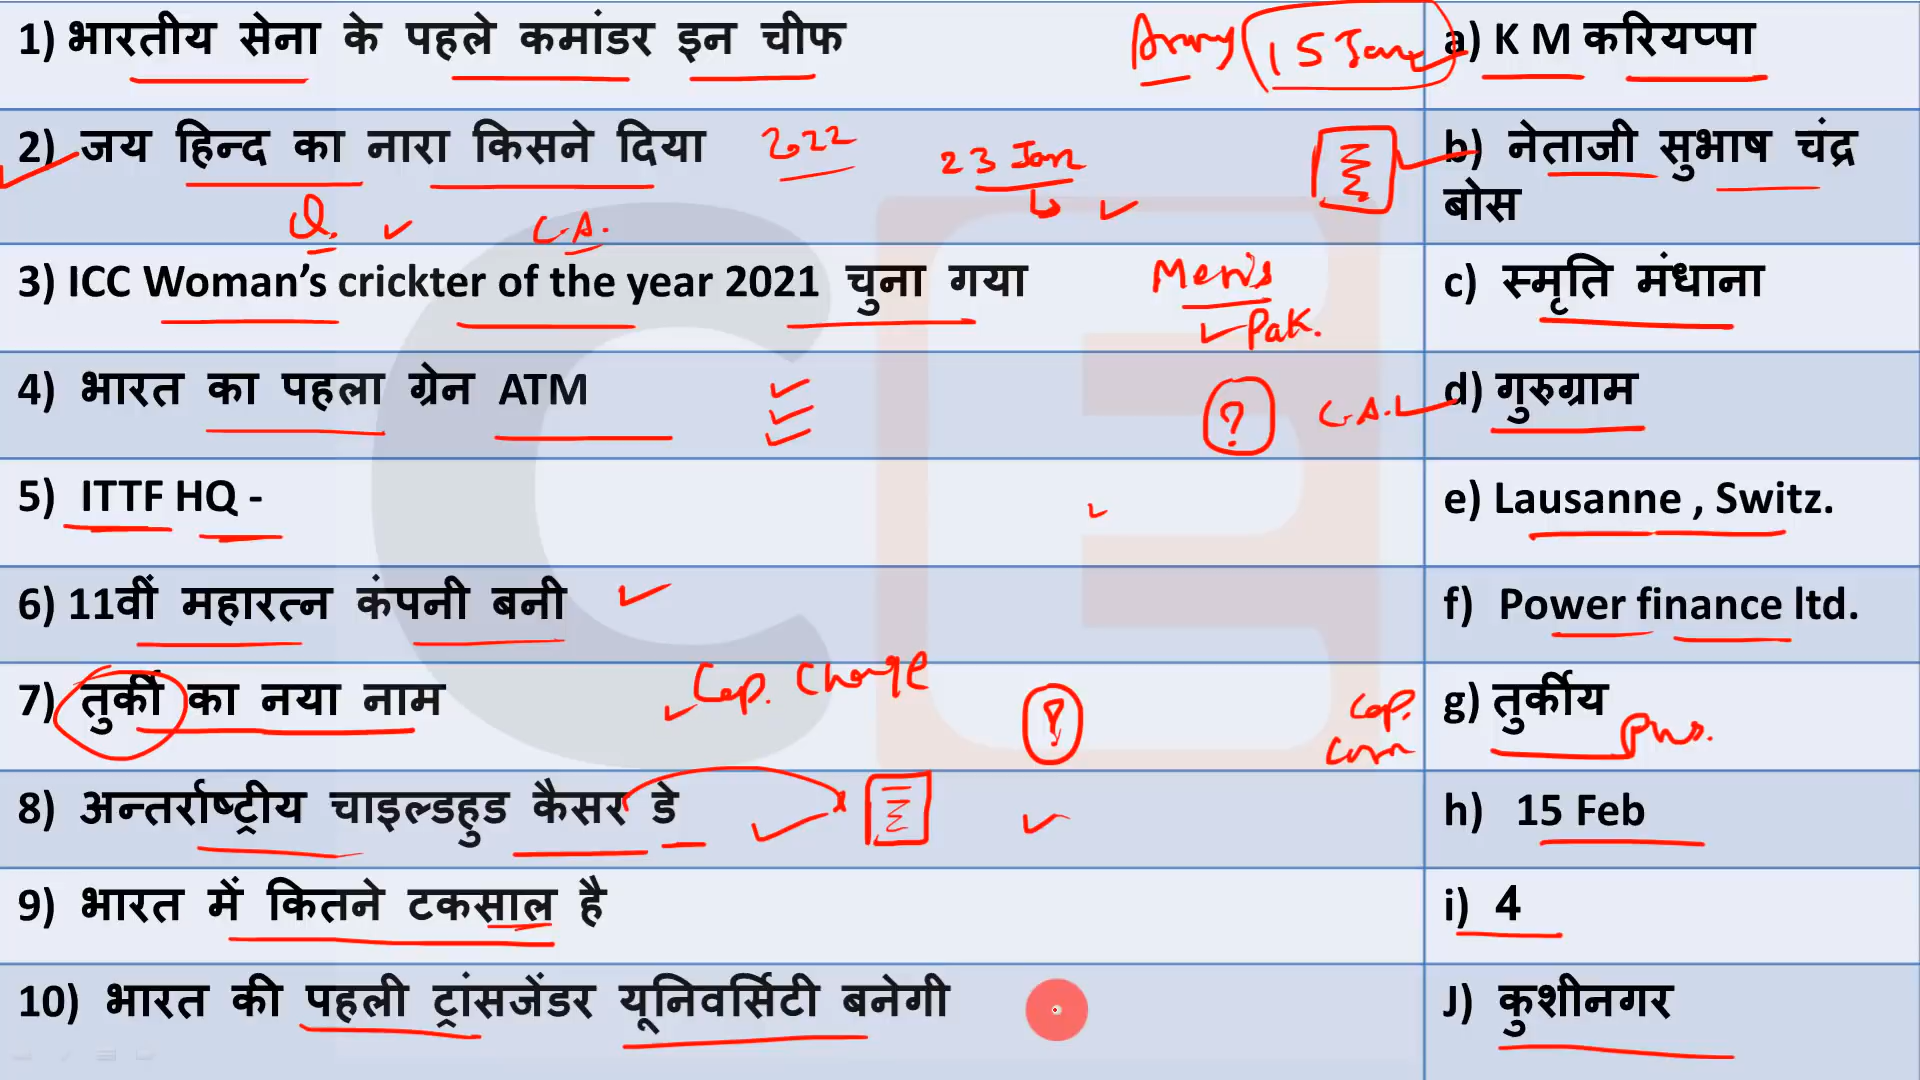 1) भारतीय सेना के पहले कमांडर इन चीफ
Army 15 Jan
a) K M करियप्पा
2) जय हिन्द का नारा किसने दिया
2022
23 Jan
b) नेताजी सुभाष चंद्र
बोस
Q.
C.A.
3) ICC Woman’s crickter of the year 2021 चुना गया
Men's
Pak.
c) स्मृति मंधाना
4) भारत का पहला ग्रेन ATM
?
C.A.
d) गुरुग्राम
5) ITTF HQ -
e) Lausanne , Switz.
6) 11वीं महारत्न कंपनी बनी
f) Power finance ltd.
7) तुर्की का नया नाम
Cap. Change
?
Cap.
g) तुर्कीय
8) अन्तर्राष्ट्रीय चाइल्डहुड कैसर डे
h) 15 Feb
9) भारत में कितने टकसाल है
i) 4
10) भारत की पहली ट्रांसजेंडर यूनिवर्सिटी बनेगी
J) कुशीनगर